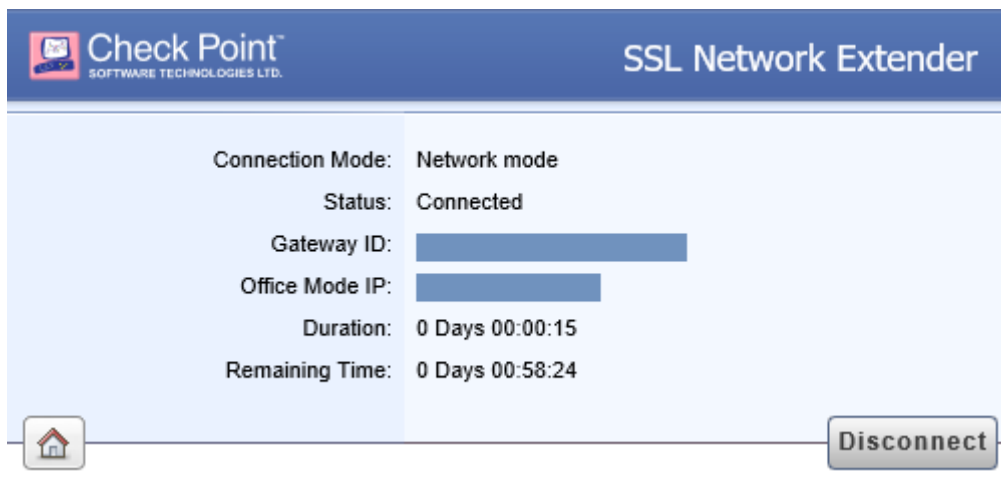 Check Point™
SOFTWARE TECHNOLOGIES LTD.
SSL Network Extender
Connection Mode: Network mode
Status: Connected
Gateway ID:
Office Mode IP:
Duration: 0 Days 00:00:15
Remaining Time: 0 Days 00:58:24
Disconnect